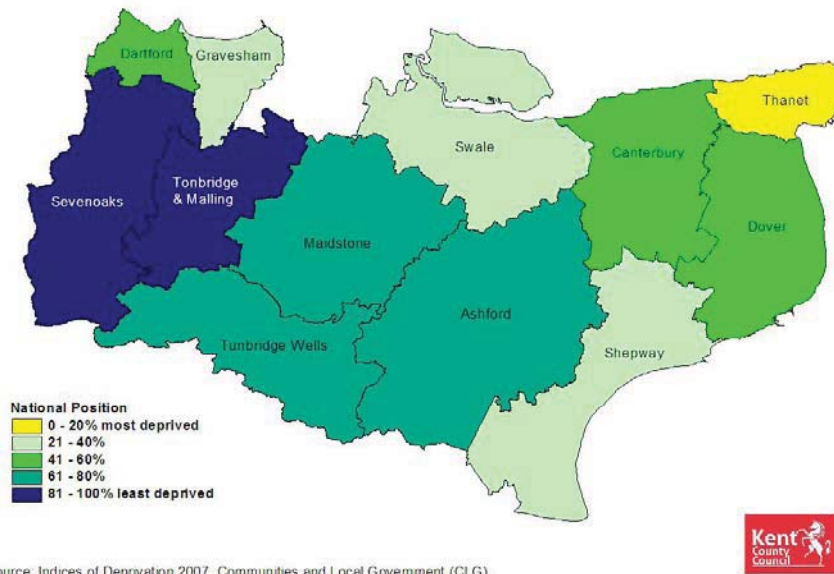 Dartford
Gravesham
Thanet
Swale
Canterbury
Sevenoaks
Tonbridge
& Malling
Maidstone
Dover
Ashford
Tunbridge Wells
Shepway
National Position
0 - 20% most deprived
21 - 40%
41 - 60%
61 - 80%
81 - 100% least deprived
Kent
County
Council
ource: Indices of Deprivation 2007, Communities and Local Government (CLG)